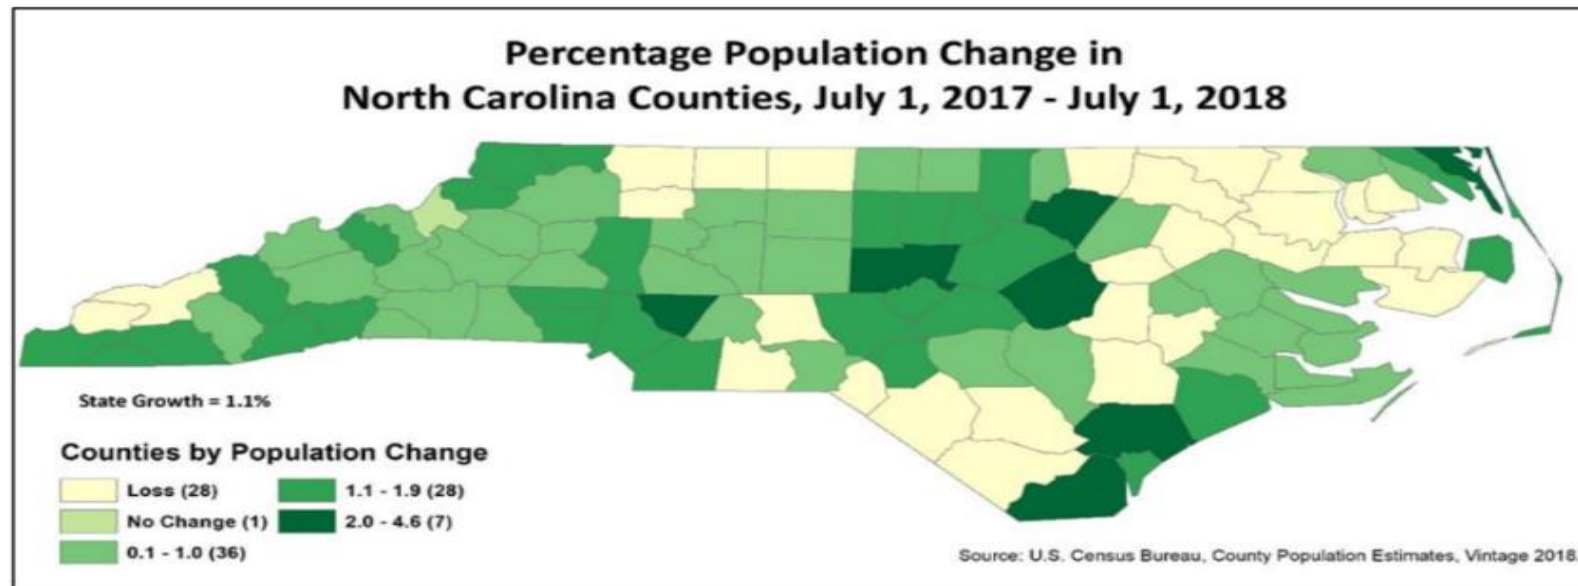 Percentage Population Change in
North Carolina Counties, July 1, 2017 - July 1, 2018
State Growth = 1.1%
Counties by Population Change
Loss (28)
No Change (1)
0.1 - 1.0 (36)
1.1 - 1.9 (28)
2.0 - 4.6 (7)
Source: U.S. Census Bureau, County Population Estimates, Vintage 2018.